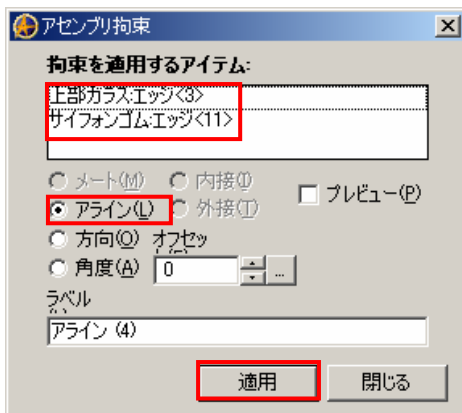 アセンブリ拘束
拘束を適用するアイテム:
上部ガラス:エッジ<3>
サイフォンゴム:エッジ<11>
メート(M) 内接(I)
プレビュー(P)
アライン(L) 外接(T)
方向(O) オフセッ
角度(A) 0 ...
ラベル
アライン (4)
適用 閉じる